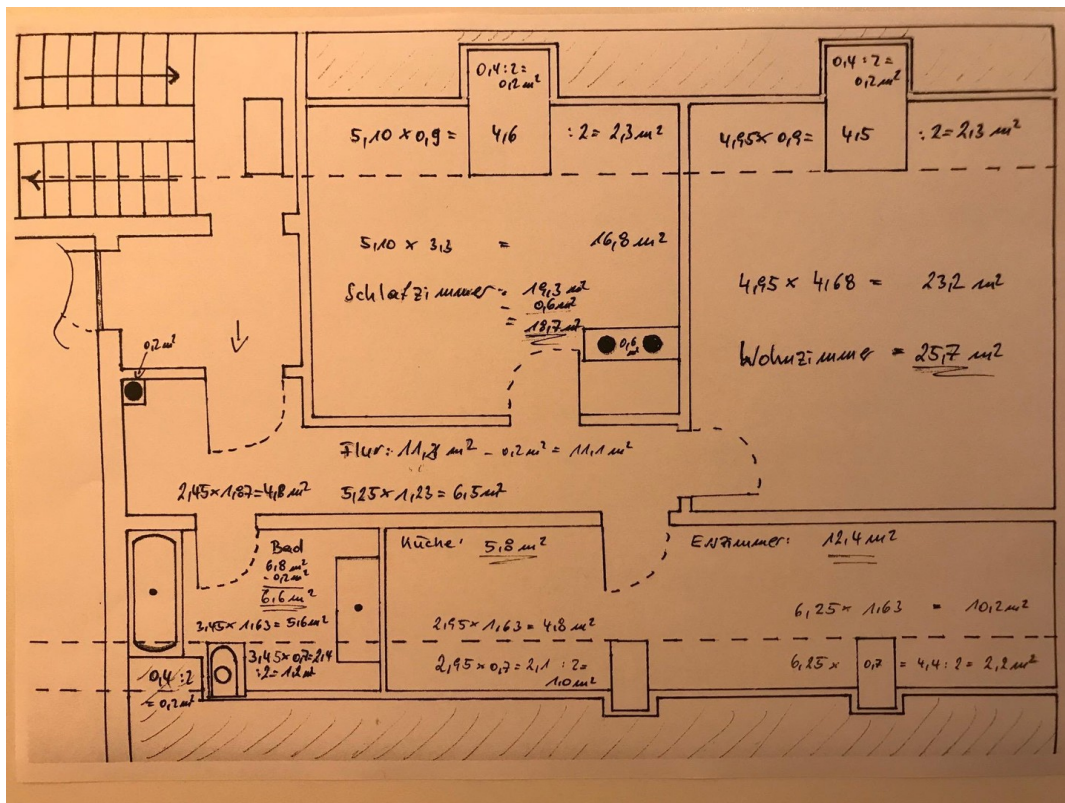 0,4 : 2 =
0,2 m²
5,10 x 0,9 = 4,6 : 2 = 2,3 m²
5,10 x 3,3 = 16,8 m²
Schlafzimmer = 19,3 m²
- 0,6 m²
= 18,7 m²
0,6 m²
0,4 : 2 =
0,2 m²
4,95 x 0,9 = 4,5 : 2 = 2,3 m²
4,95 x 4,68 = 23,2 m²
Wohnzimmer = 25,7 m²
0,2 m²
Flur: 11,3 m² - 0,2 m² = 11,1 m²
2,45 x 1,87 = 4,8 m²
5,25 x 1,23 = 6,5 m²
Bad
6,8 m²
- 0,2 m²
6,6 m²
3,45 x 1,63 = 5,6 m²
3,45 x 0,7 = 2,4
: 2 = 1,2 m²
0,4 : 2
= 0,2 m²
Küche: 5,8 m²
2,95 x 1,63 = 4,8 m²
2,95 x 0,7 = 2,1 : 2 =
1,0 m²
Esszimmer: 12,4 m²
6,25 x 1,63 = 10,2 m²
6,25 x 0,7 = 4,4 : 2 = 2,2 m²